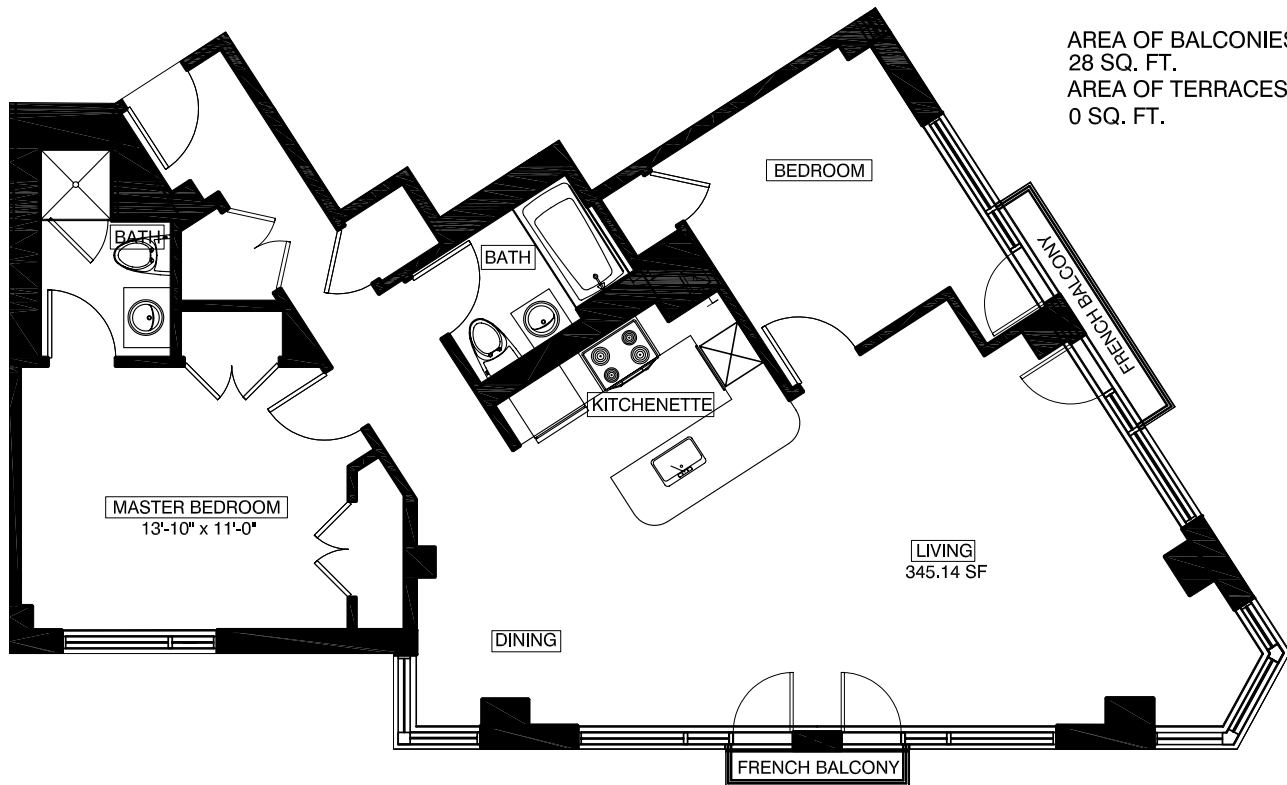 AREA OF BALCONIES
28 SQ. FT.
AREA OF TERRACES
0 SQ. FT.
BEDROOM
BATH
BATH
FRENCH BALCONY
KITCHENETTE
MASTER BEDROOM
13'-10" x 11'-0"
LIVING
345.14 SF
DINING
FRENCH BALCONY